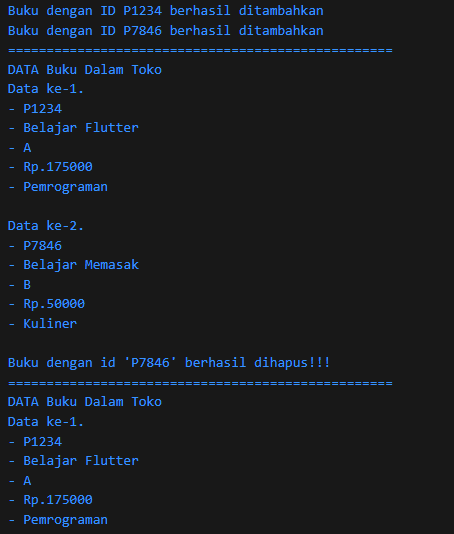 Buku dengan ID P1234 berhasil ditambahkan
Buku dengan ID P7846 berhasil ditambahkan
==================================================
DATA Buku Dalam Toko
Data ke-1.
- P1234
- Belajar Flutter
- A
- Rp.175000
- Pemrograman

Data ke-2.
- P7846
- Belajar Memasak
- B
- Rp.50000
- Kuliner

Buku dengan id 'P7846' berhasil dihapus!!!
==================================================
DATA Buku Dalam Toko
Data ke-1.
- P1234
- Belajar Flutter
- A
- Rp.175000
- Pemrograman